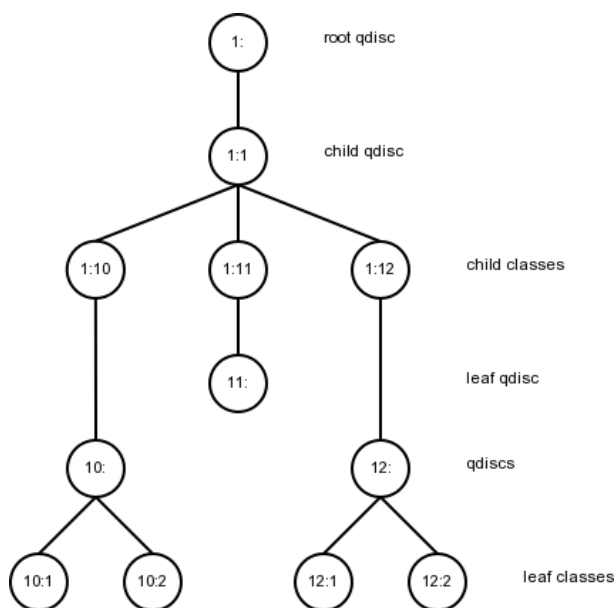 1: root qdisc
1:1 child qdisc
1:10 1:11 1:12 child classes
11: leaf qdisc
10: 12: qdiscs
10:1 10:2 12:1 12:2 leaf classes